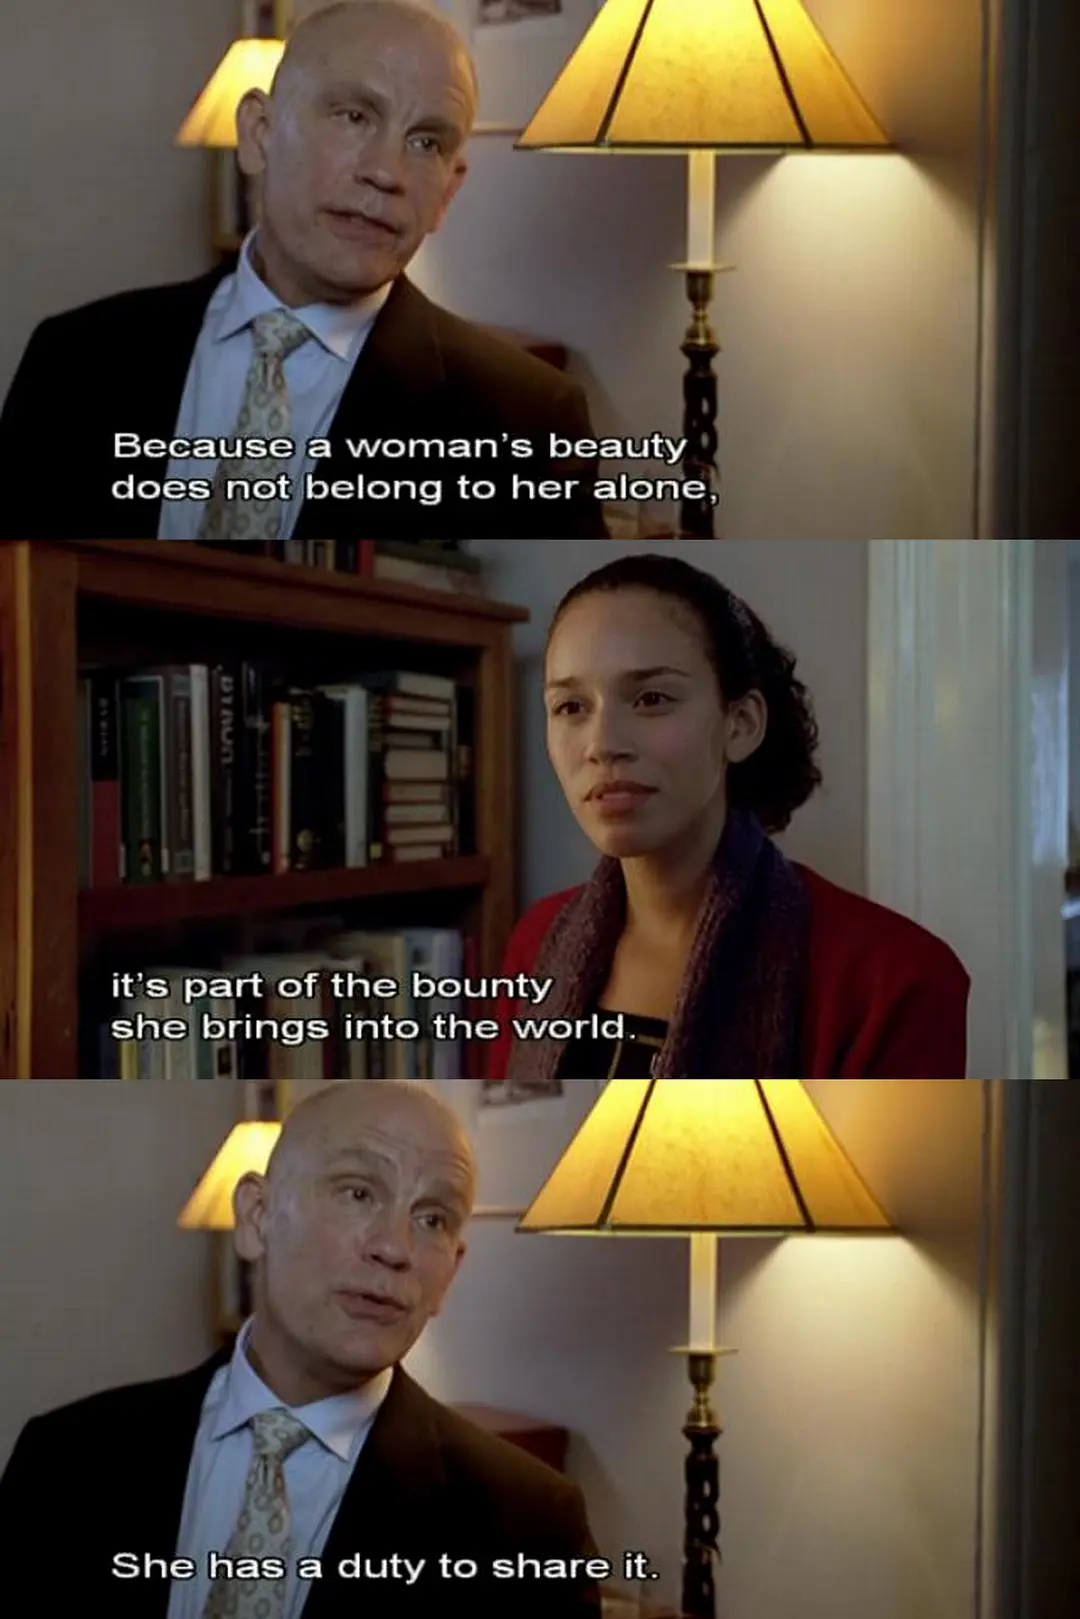 Because a woman's beauty
does not belong to her alone,
it's part of the bounty
she brings into the world.
She has a duty to share it.